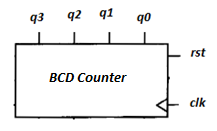 q3 q2 q1 q0
rst
BCD Counter
clk